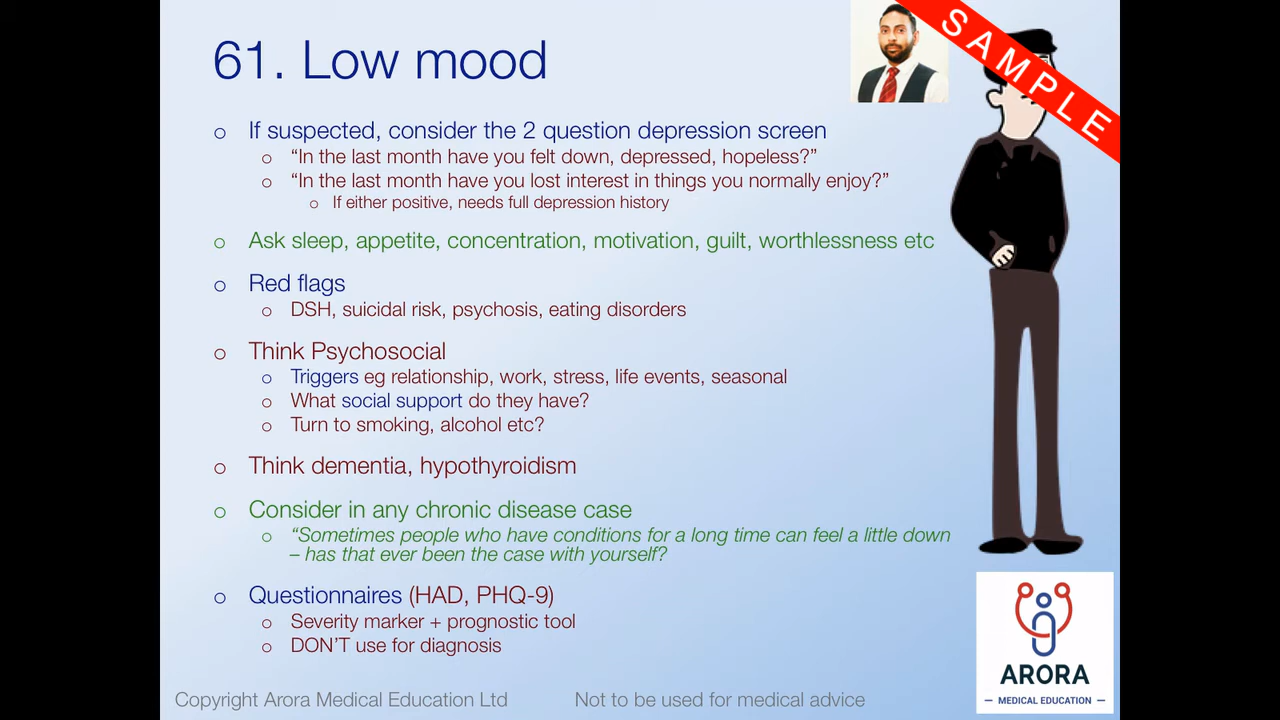 61. Low mood
SAMPLE
o If suspected, consider the 2 question depression screen
o “In the last month have you felt down, depressed, hopeless?”
o “In the last month have you lost interest in things you normally enjoy?”
o If either positive, needs full depression history
o Ask sleep, appetite, concentration, motivation, guilt, worthlessness etc
o Red flags
o DSH, suicidal risk, psychosis, eating disorders
o Think Psychosocial
o Triggers eg relationship, work, stress, life events, seasonal
o What social support do they have?
o Turn to smoking, alcohol etc?
o Think dementia, hypothyroidism
o Consider in any chronic disease case
o “Sometimes people who have conditions for a long time can feel a little down
– has that ever been the case with yourself?
o Questionnaires (HAD, PHQ-9)
o Severity marker + prognostic tool
o DON’T use for diagnosis
ARORA
MEDICAL EDUCATION
Copyright Arora Medical Education Ltd
Not to be used for medical advice